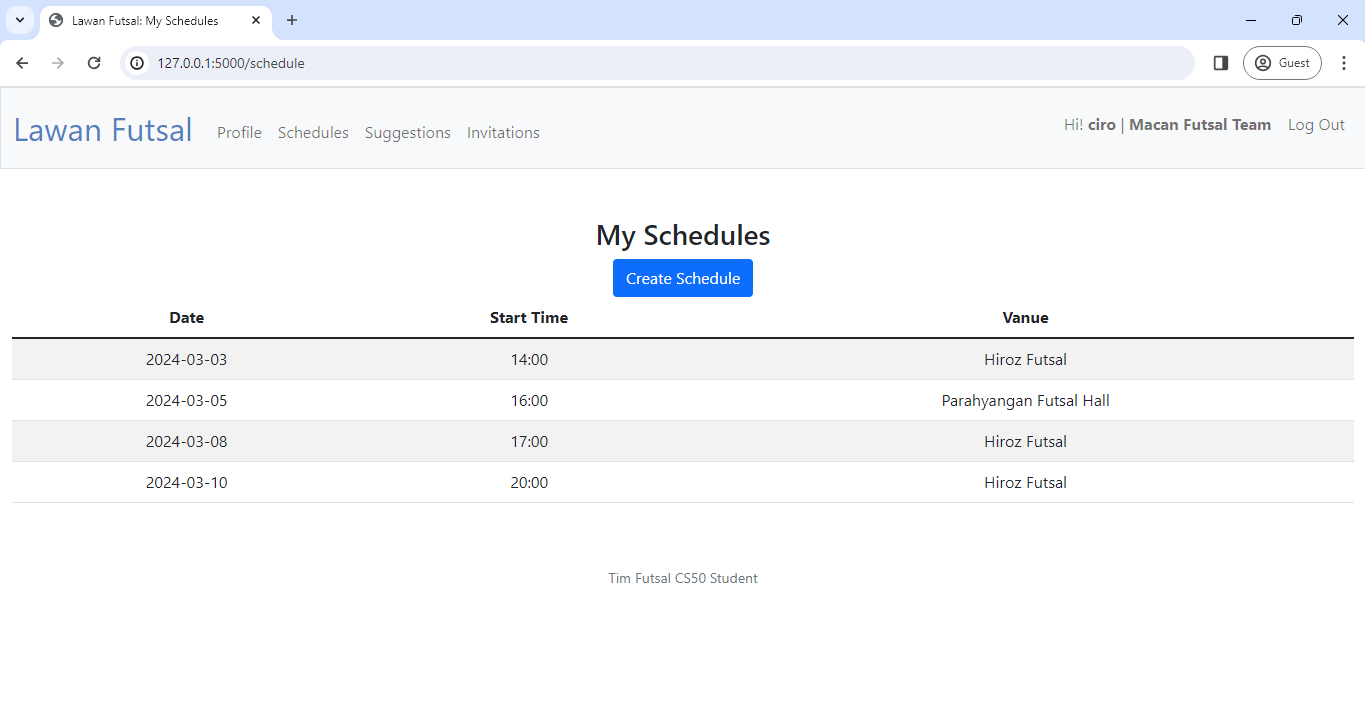 Lawan Futsal: My Schedules
127.0.0.1:5000/schedule
Guest
Lawan Futsal Profile Schedules Suggestions Invitations Hi! ciro | Macan Futsal Team Log Out
My Schedules
Create Schedule
Date Start Time Vanue
2024-03-03 14:00 Hiroz Futsal
2024-03-05 16:00 Parahyangan Futsal Hall
2024-03-08 17:00 Hiroz Futsal
2024-03-10 20:00 Hiroz Futsal
Tim Futsal CS50 Student